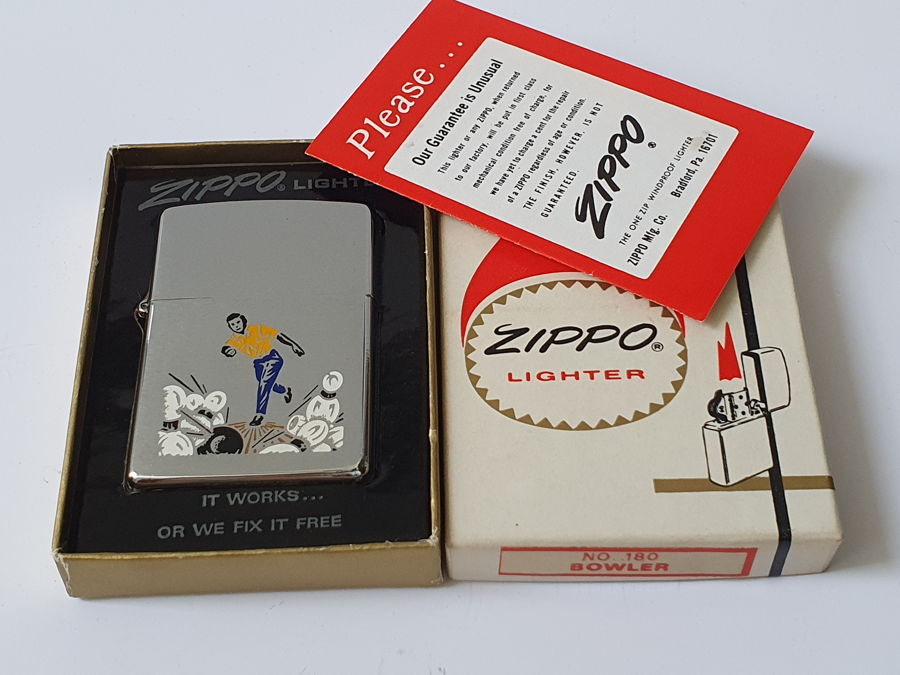 Please...
Our Guarantee is Unusual
This lighter or any ZIPPO, when returned
to our factory, will be put in first class
mechanical condition free of charge, for
we have yet to charge a cent for the repair
of a ZIPPO regardless of age or condition.
THE FINISH, HOWEVER, IS NOT
GUARANTEED.
ZIPPO®
THE ONE ZIP WINDPROOF LIGHTER
ZIPPO Mfg. Co. Bradford, Pa. 16701
ZIPPO® LIGHTE
IT WORKS...
OR WE FIX IT FREE
ZIPPO®
LIGHTER
NO. 180
BOWLER